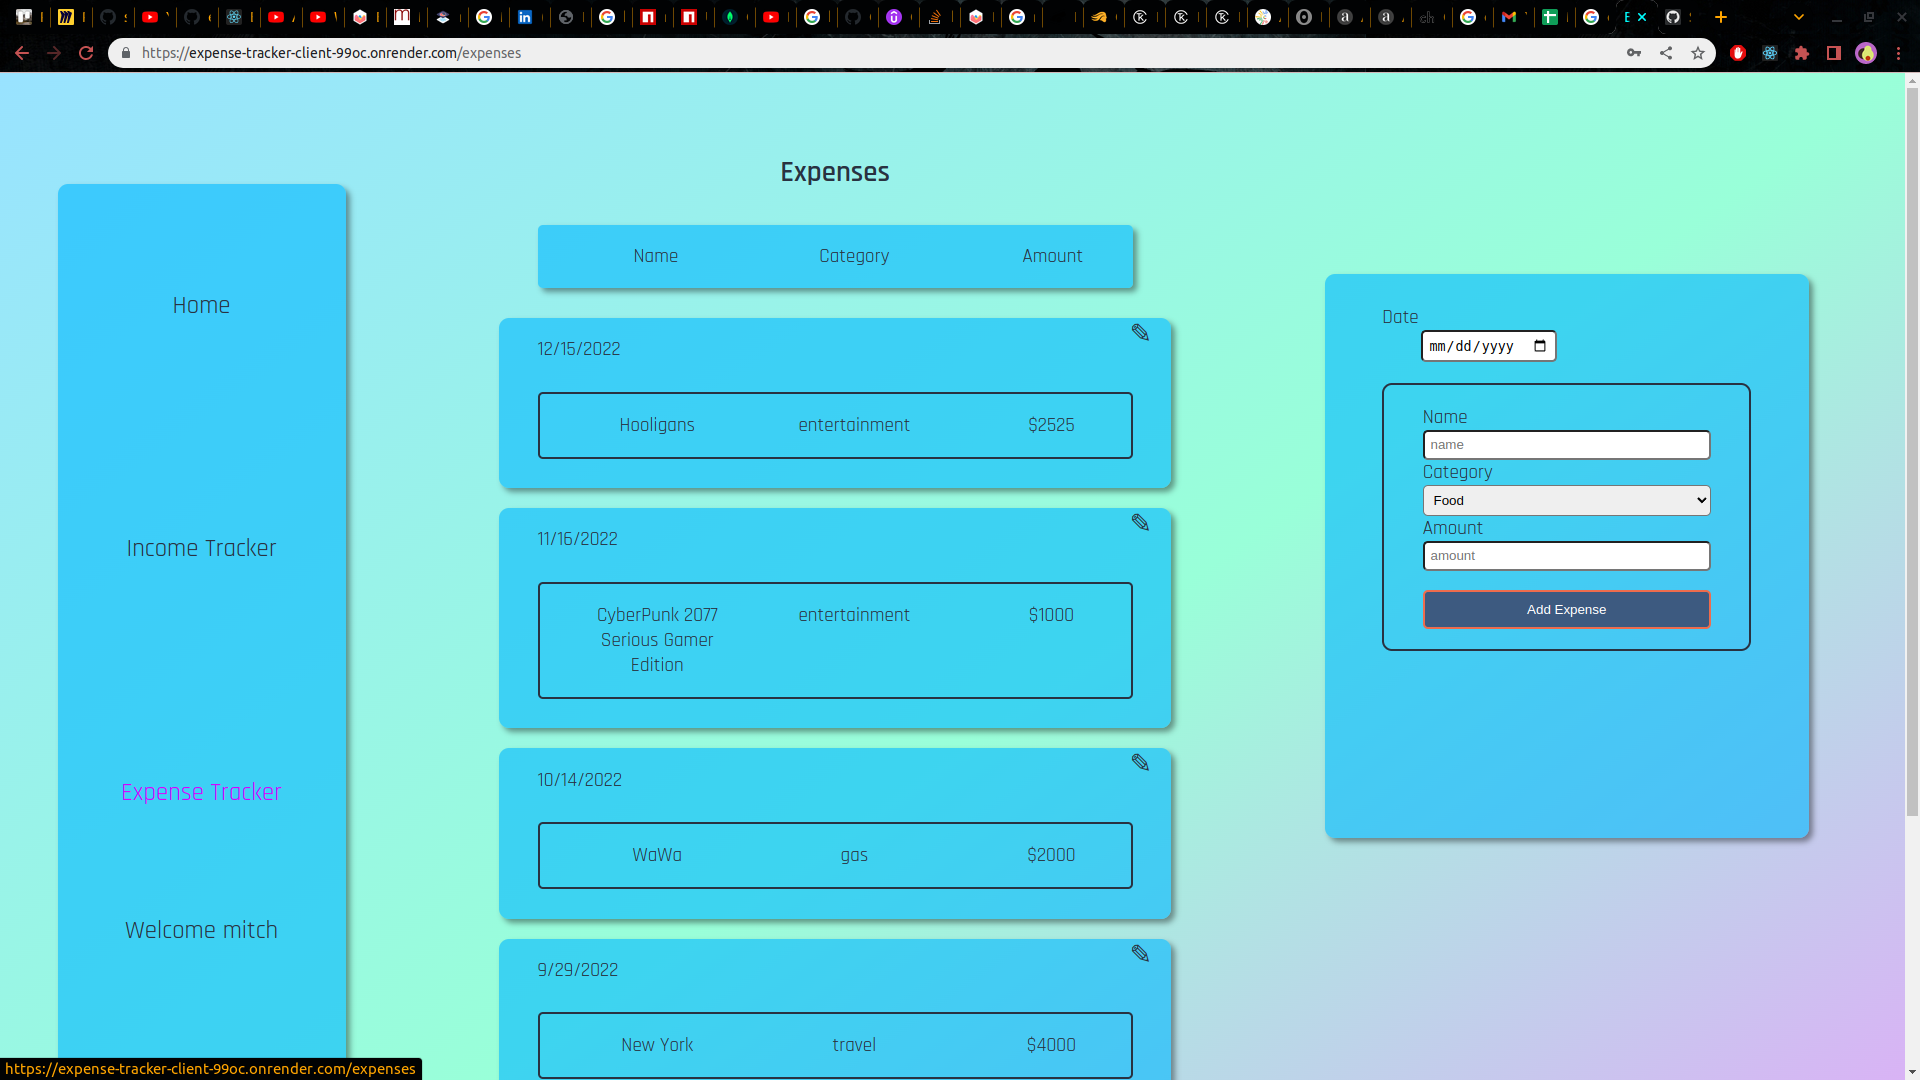 https://expense-tracker-client-99oc.onrender.com/expenses
Expenses
Home
Income Tracker
Expense Tracker
Welcome mitch
Name Category Amount
12/15/2022
Hooligans entertainment $2525
11/16/2022
CyberPunk 2077 entertainment $1000
Serious Gamer
Edition
10/14/2022
WaWa gas $2000
9/29/2022
New York travel $4000
Date
mm/dd/yyyy
Name
name
Category
Food
Amount
amount
Add Expense
https://expense-tracker-client-99oc.onrender.com/expenses